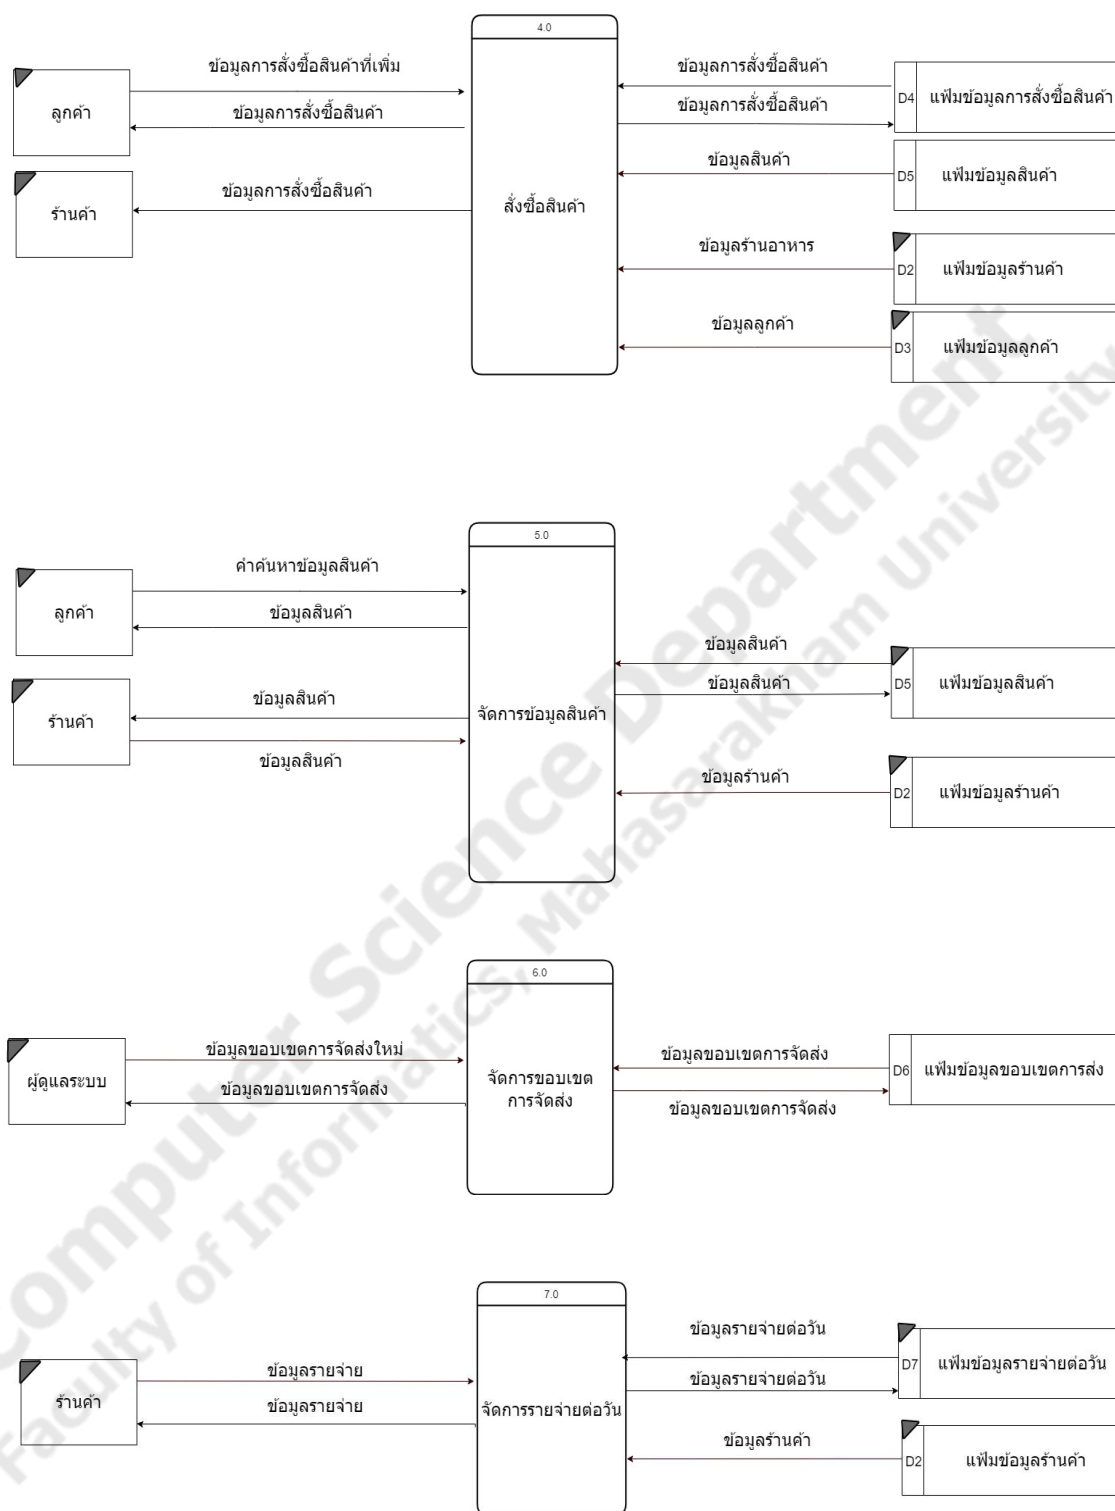 4.0
ข้อมูลการสั่งซื้อสินค้าที่เพิ่ม
ข้อมูลการสั่งซื้อสินค้า
ลูกค้า
ข้อมูลการสั่งซื้อสินค้า
ข้อมูลการสั่งซื้อสินค้า
D4
แฟ้มข้อมูลการสั่งซื้อสินค้า
ข้อมูลสินค้า
D5
แฟ้มข้อมูลสินค้า
ข้อมูลการสั่งซื้อสินค้า
ร้านค้า
สั่งซื้อสินค้า
ข้อมูลร้านอาหาร
D2
แฟ้มข้อมูลร้านค้า
ข้อมูลลูกค้า
D3
แฟ้มข้อมูลลูกค้า
5.0
คำค้นหาข้อมูลสินค้า
ลูกค้า
ข้อมูลสินค้า
ข้อมูลสินค้า
ข้อมูลสินค้า
D5
แฟ้มข้อมูลสินค้า
ข้อมูลสินค้า
ร้านค้า
จัดการข้อมูลสินค้า
ข้อมูลสินค้า
ข้อมูลร้านค้า
D2
แฟ้มข้อมูลร้านค้า
6.0
ข้อมูลขอบเขตการจัดส่งใหม่
ข้อมูลขอบเขตการจัดส่ง
ผู้ดูแลระบบ
ข้อมูลขอบเขตการจัดส่ง
จัดการขอบเขต
การจัดส่ง
D6
แฟ้มข้อมูลขอบเขตการส่ง
ข้อมูลขอบเขตการจัดส่ง
7.0
ข้อมูลรายจ่ายต่อวัน
ข้อมูลรายจ่าย
ข้อมูลรายจ่ายต่อวัน
D7
แฟ้มข้อมูลรายจ่ายต่อวัน
ร้านค้า
ข้อมูลรายจ่าย
จัดการรายจ่ายต่อวัน
ข้อมูลร้านค้า
D2
แฟ้มข้อมูลร้านค้า
Computer Science Department
Faculty of Informatics, Mahasarakham University